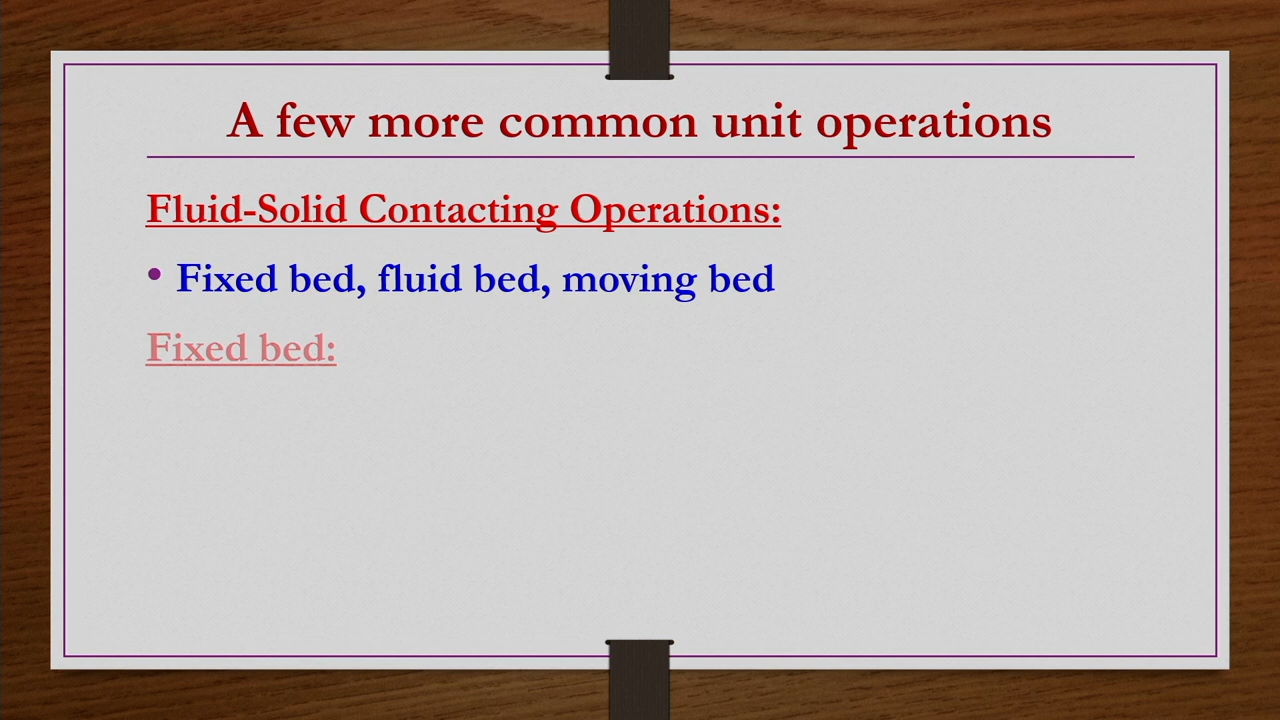 A few more common unit operations
Fluid-Solid Contacting Operations:
• Fixed bed, fluid bed, moving bed
Fixed bed: